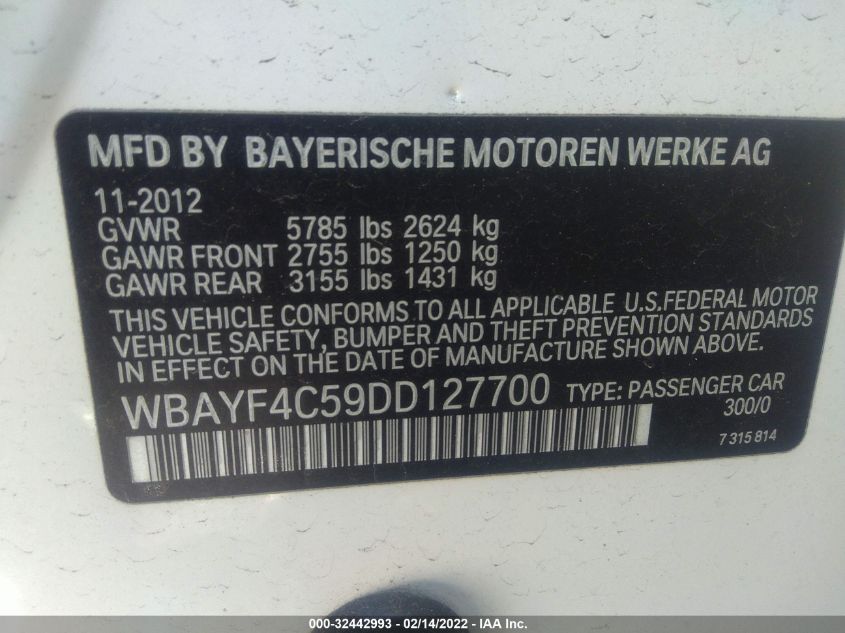 MFD BY BAYERISCHE MOTOREN WERKE AG
11-2012
GVWR 5785 lbs 2624 kg
GAWR FRONT 2755 lbs 1250 kg
GAWR REAR 3155 lbs 1431 kg
THIS VEHICLE CONFORMS TO ALL APPLICABLE U.S.FEDERAL MOTOR
VEHICLE SAFETY, BUMPER AND THEFT PREVENTION STANDARDS
IN EFFECT ON THE DATE OF MANUFACTURE SHOWN ABOVE.
WBAYF4C59DD127700 TYPE: PASSENGER CAR
300/0
7 315 814
000-32442993 - 02/14/2022 - © IAA, Inc.